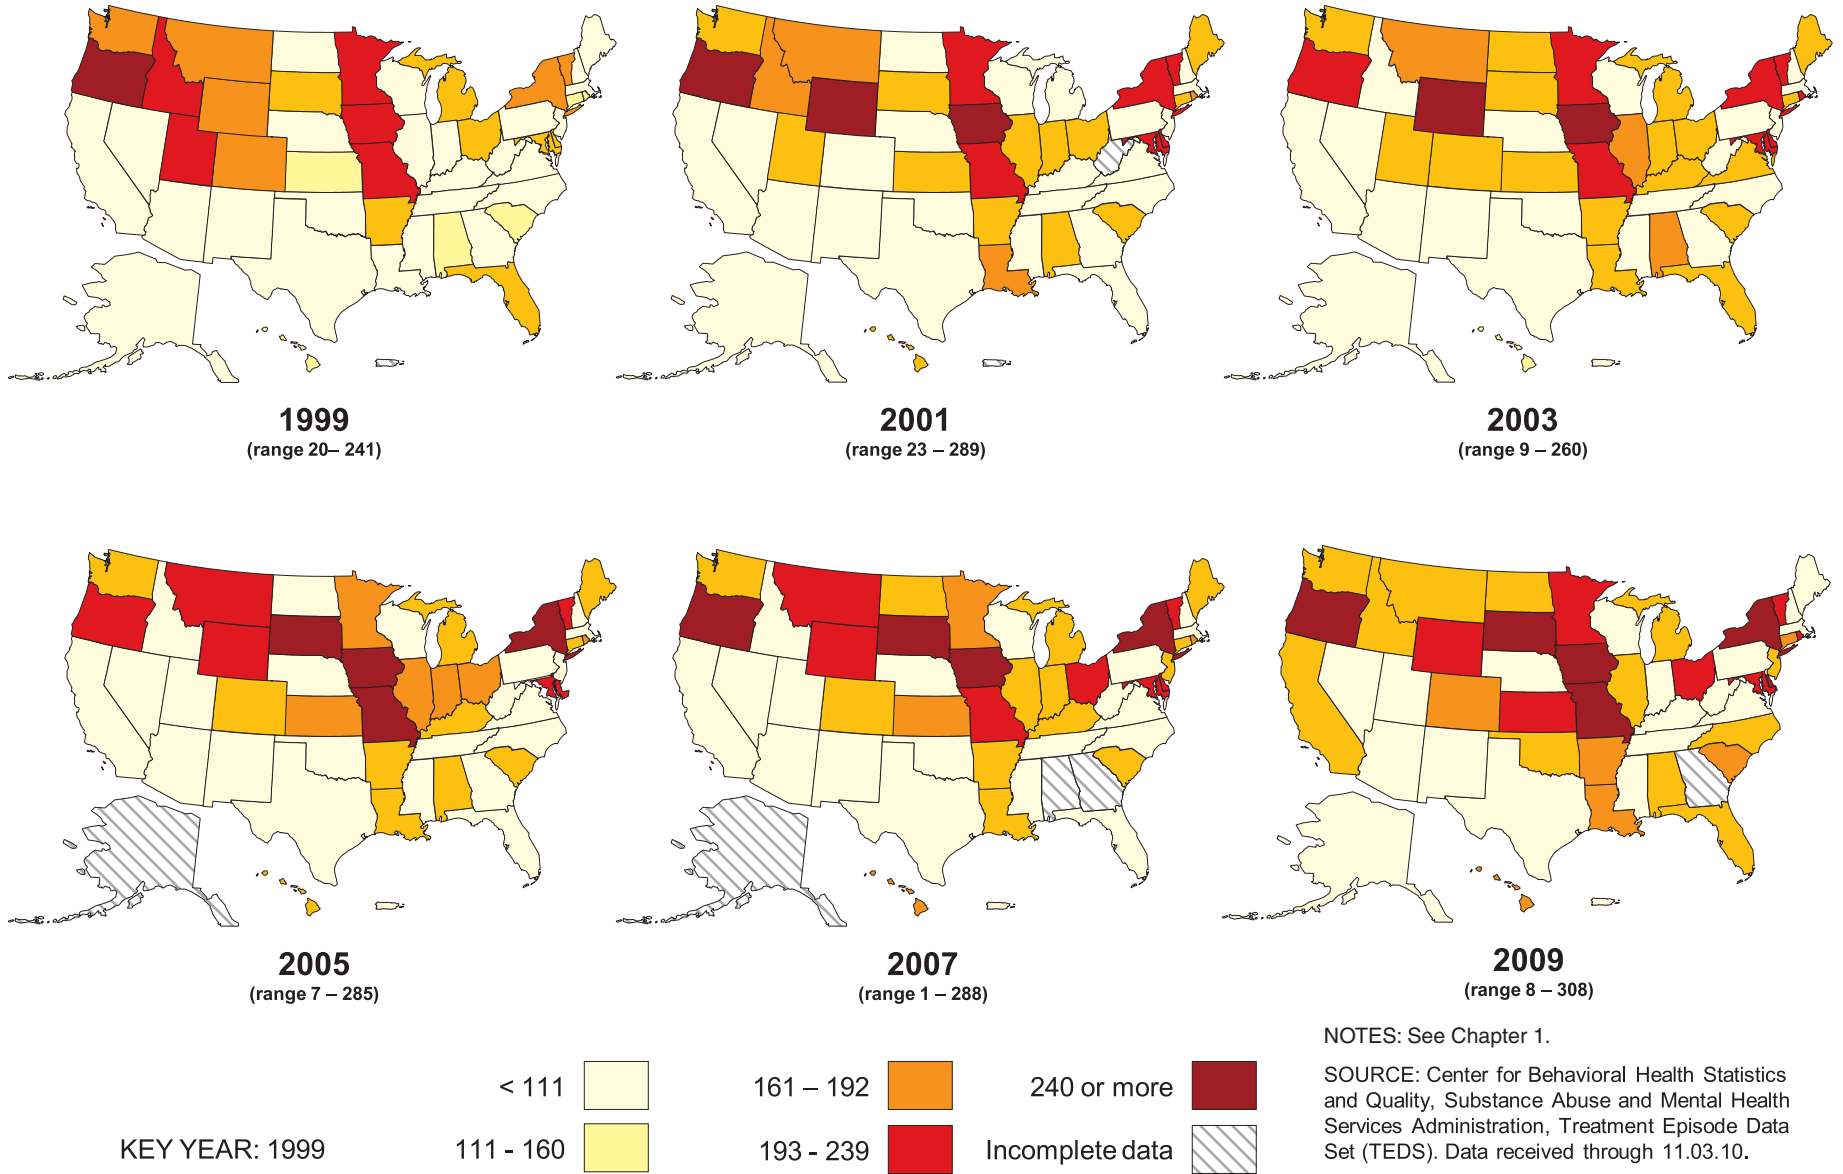 1999
(range 20– 241)
2001
(range 23 – 289)
2003
(range 9 – 260)
2005
(range 7 – 285)
2007
(range 1 – 288)
2009
(range 8 – 308)
KEY YEAR: 1999
< 111
111 - 160
161 – 192
193 - 239
240 or more
Incomplete data
NOTES: See Chapter 1.
SOURCE: Center for Behavioral Health Statistics
and Quality, Substance Abuse and Mental Health
Services Administration, Treatment Episode Data
Set (TEDS). Data received through 11.03.10.